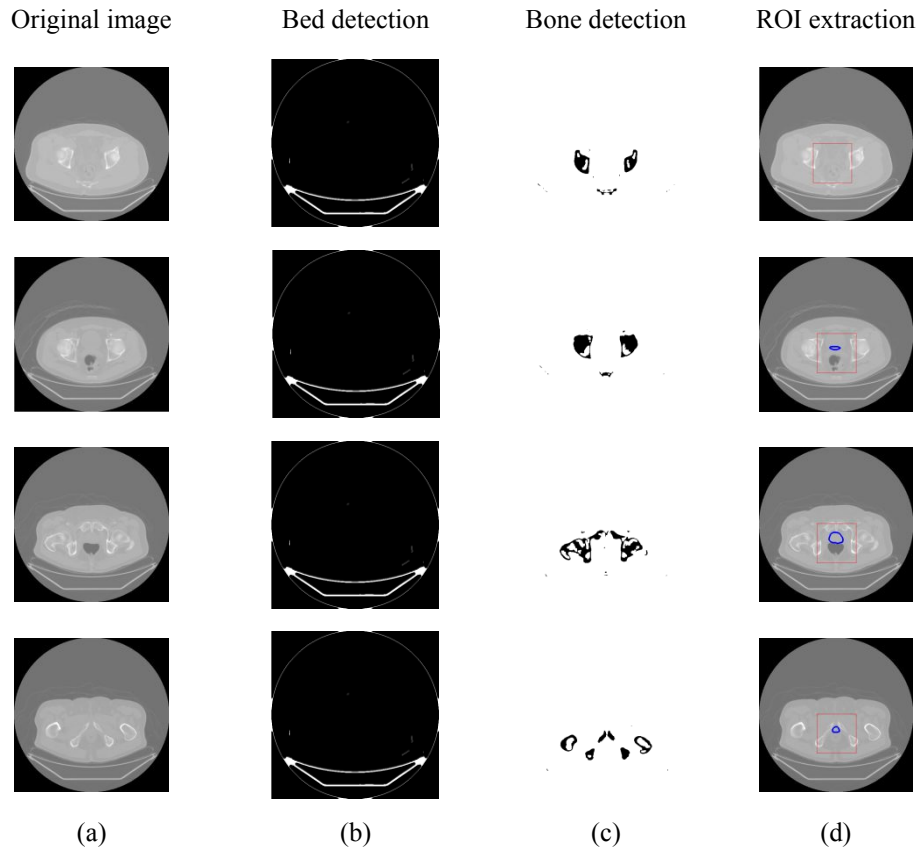 Original image Bed detection Bone detection ROI extraction
(a) (b) (c) (d)